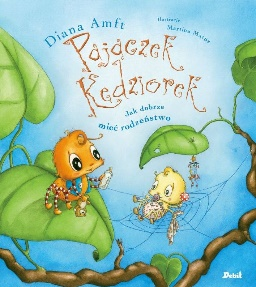 Diana Amft
ilustracje
Martina Matos
Pajączek
Kędziorek
Jak dobrze
mieć rodzeństwo
Debit